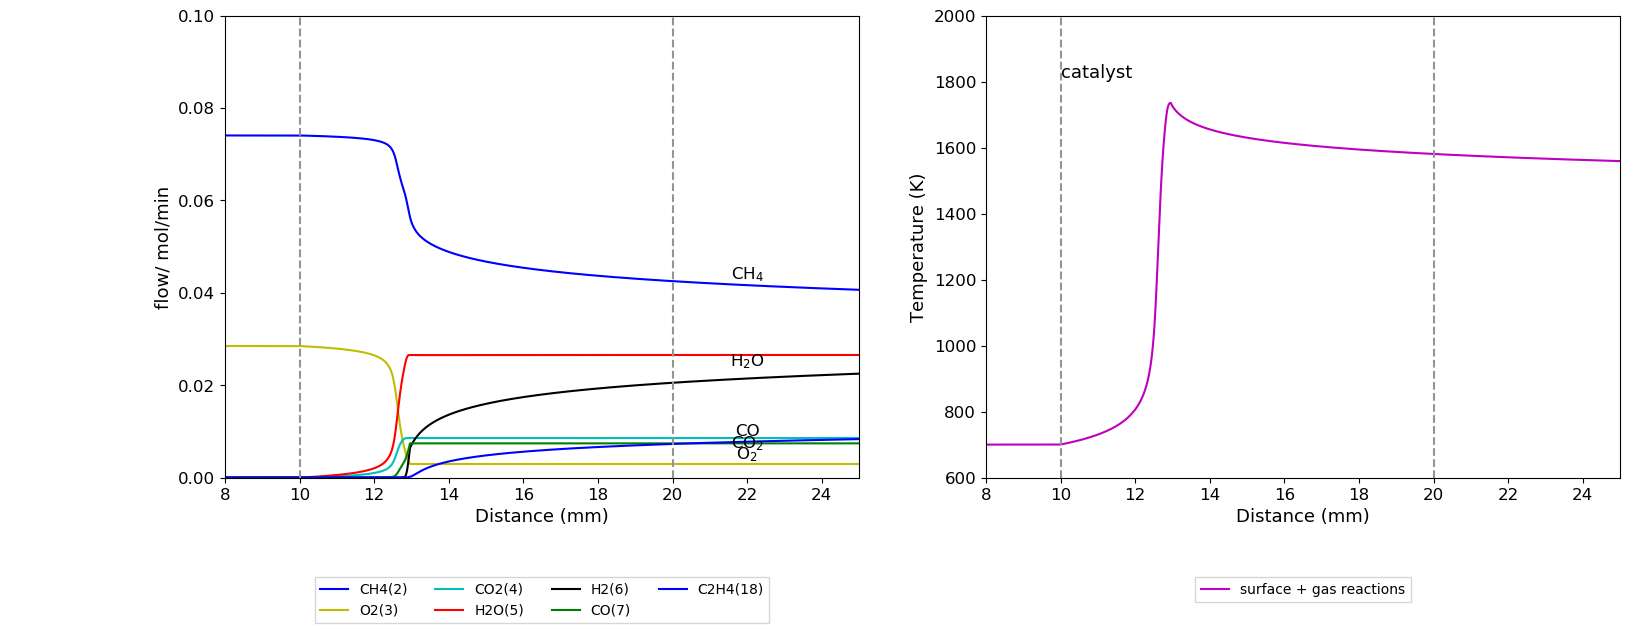 0.10
0.08
0.06
0.04
0.02
0.00
flow/ mol/min
CH₄
H₂O
CO
CO₂
O₂
8 10 12 14 16 18 20 22 24
Distance (mm)
CH4(2) CO2(4) H2(6) C2H4(18)
O2(3) H2O(5) CO(7)
2000
1800
1600
1400
1200
1000
800
600
Temperature (K)
catalyst
8 10 12 14 16 18 20 22 24
Distance (mm)
surface + gas reactions